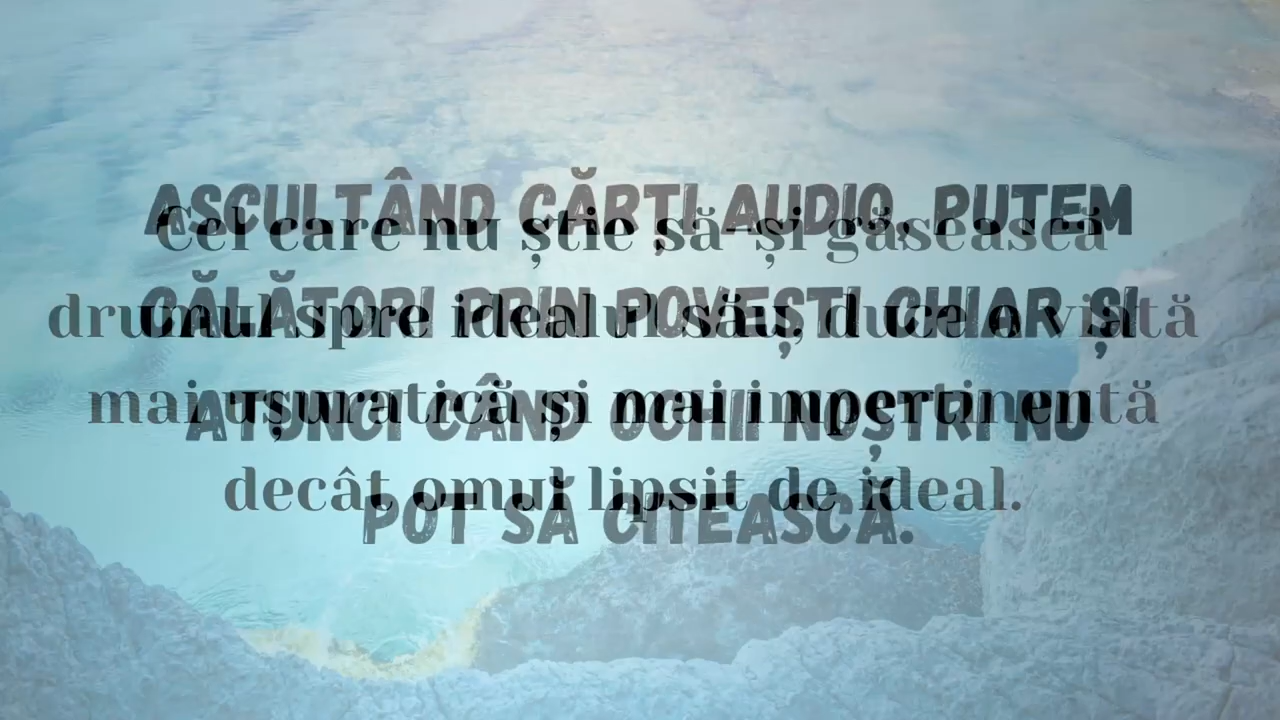 ASCULTÂND CĂRȚI AUDIO, PUTEM
CĂLĂTORI PRIN POVEȘTI CHIAR ȘI
ATUNCI CÂND OCHII NOȘTRI NU
POT SĂ CITEASCĂ.
Cel care nu știe să-și găsească
drumul spre idealul său, duce o viață
mai ușuratică și mai impertinentă
decât omul lipsit de ideal.